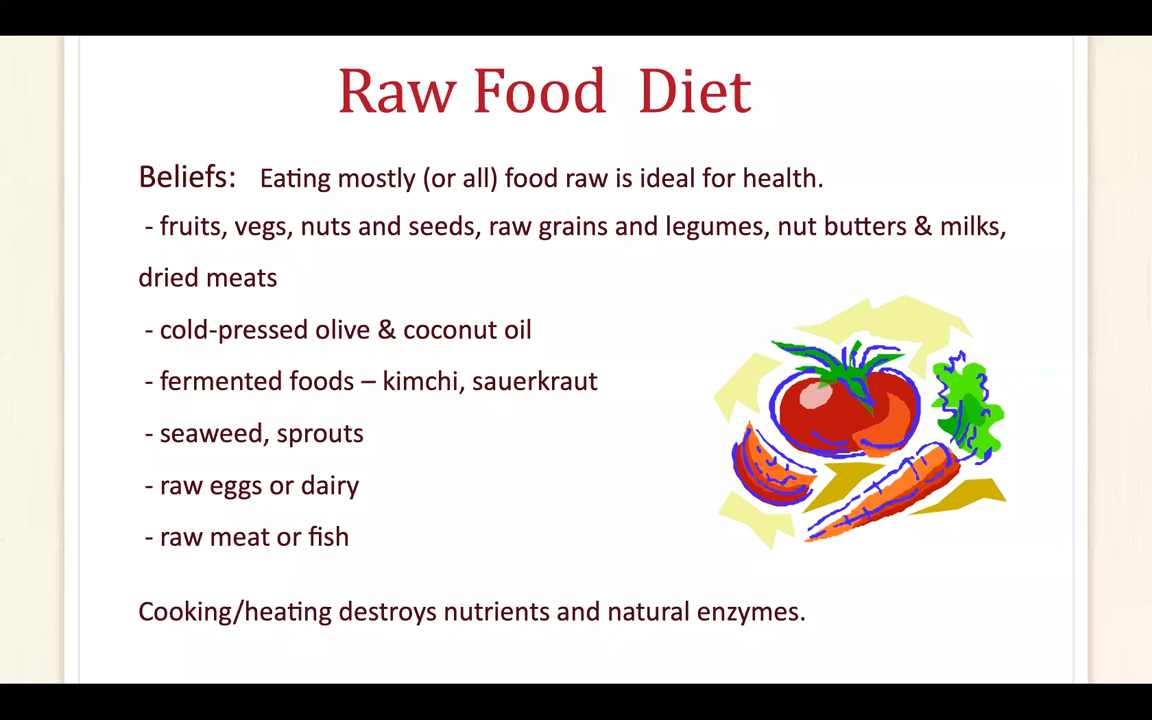 Raw Food Diet
Beliefs: Eating mostly (or all) food raw is ideal for health.
- fruits, vegs, nuts and seeds, raw grains and legumes, nut butters & milks,
dried meats
- cold-pressed olive & coconut oil
- fermented foods – kimchi, sauerkraut
- seaweed, sprouts
- raw eggs or dairy
- raw meat or fish
Cooking/heating destroys nutrients and natural enzymes.